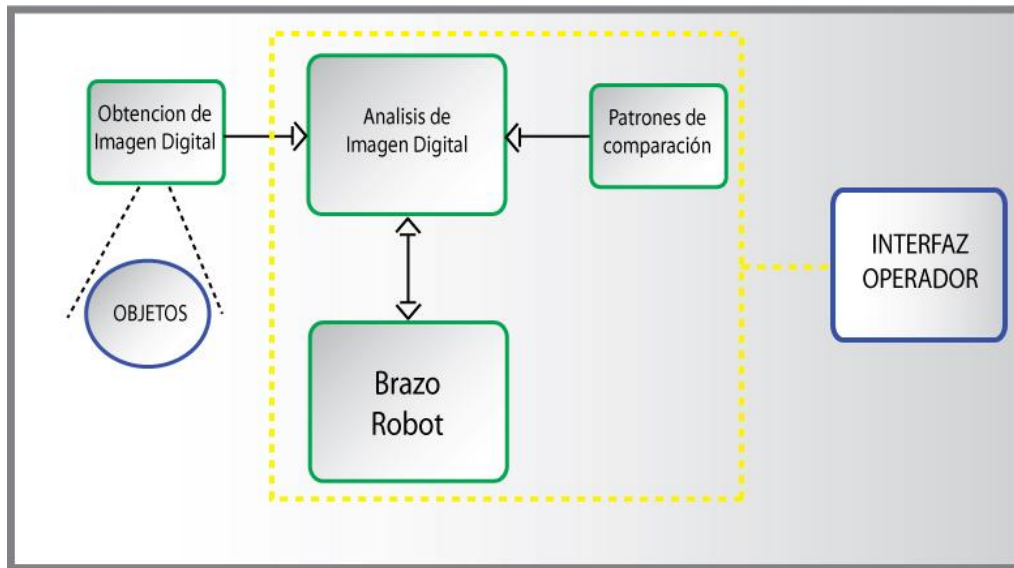 Obtencion de
Imagen Digital
Analisis de
Imagen Digital
Patrones de
comparación
OBJETOS
INTERFAZ
OPERADOR
Brazo
Robot